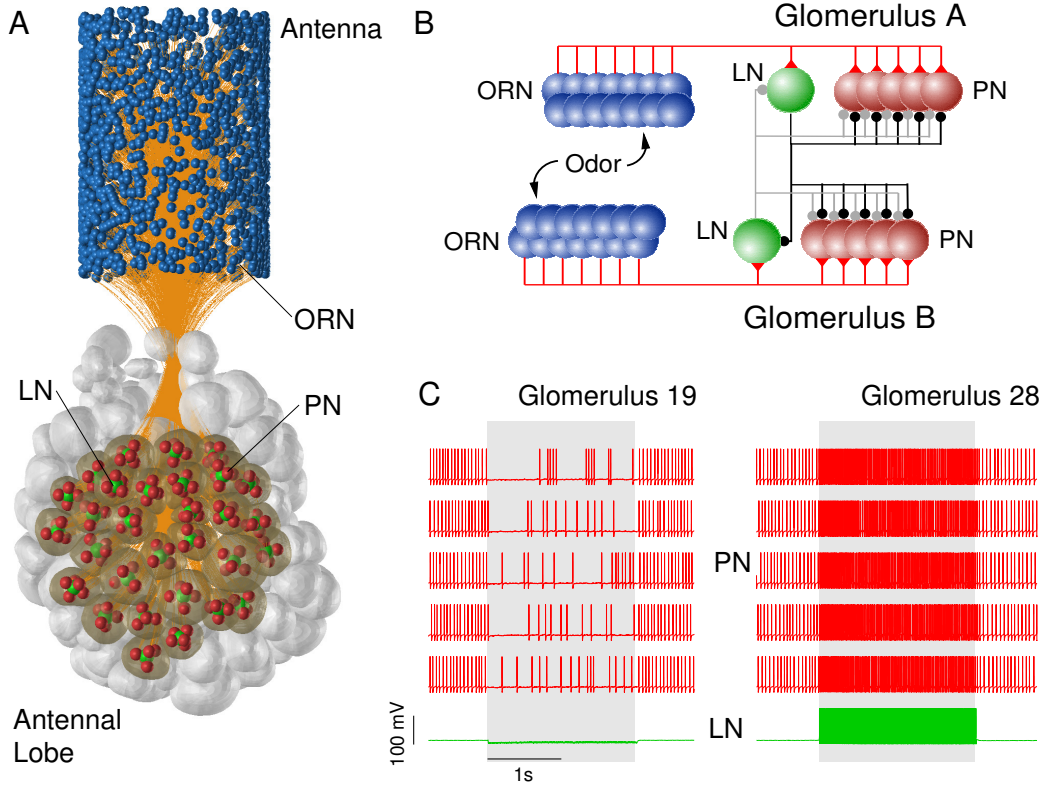 A
Antenna
ORN
LN
PN
Antennal
Lobe
B
Glomerulus A
ORN
LN
PN
Odor
ORN
LN
PN
Glomerulus B
C
Glomerulus 19
Glomerulus 28
PN
LN
100 mV
1s